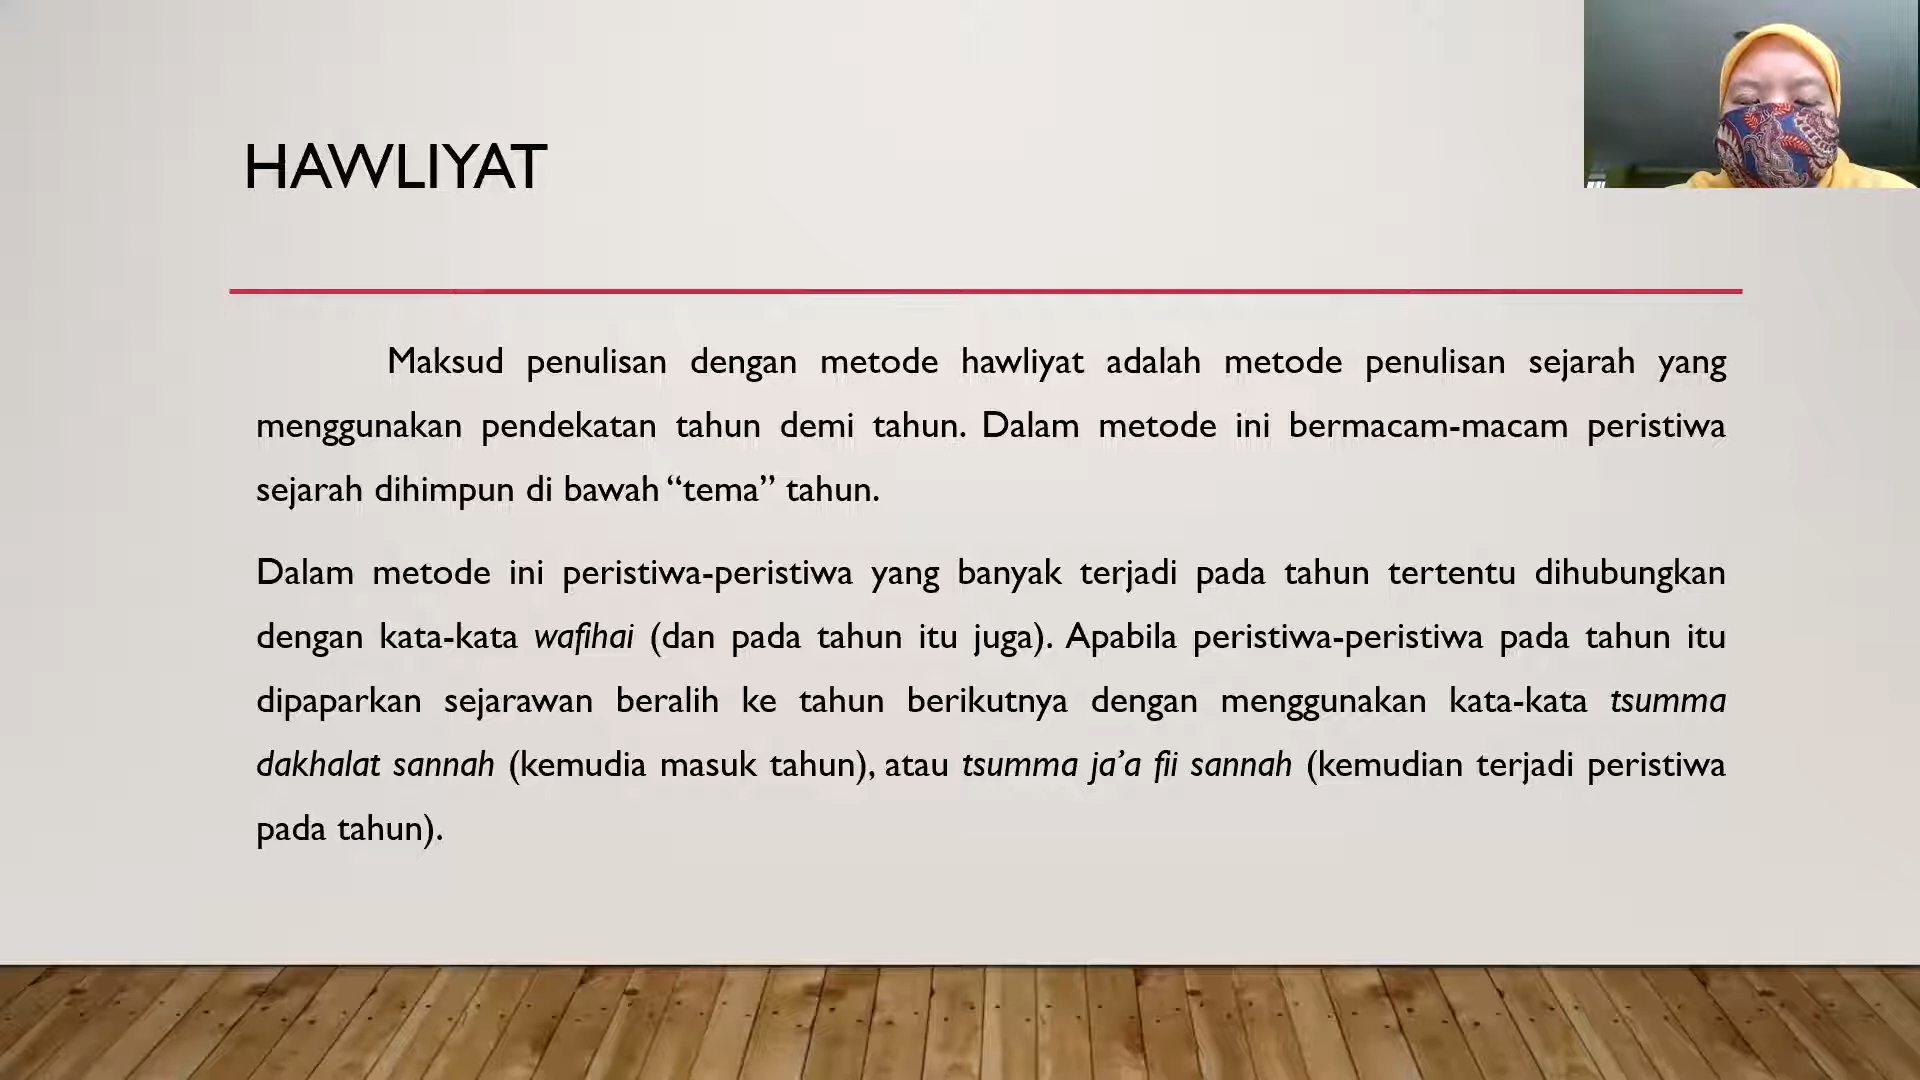 HAWLIYAT
Maksud penulisan dengan metode hawliyat adalah metode penulisan sejarah yang
menggunakan pendekatan tahun demi tahun. Dalam metode ini bermacam-macam peristiwa
sejarah dihimpun di bawah “tema” tahun.
Dalam metode ini peristiwa-peristiwa yang banyak terjadi pada tahun tertentu dihubungkan
dengan kata-kata wafihai (dan pada tahun itu juga). Apabila peristiwa-peristiwa pada tahun itu
dipaparkan sejarawan beralih ke tahun berikutnya dengan menggunakan kata-kata tsumma
dakhalat sannah (kemudia masuk tahun), atau tsumma ja’a fii sannah (kemudian terjadi peristiwa
pada tahun).